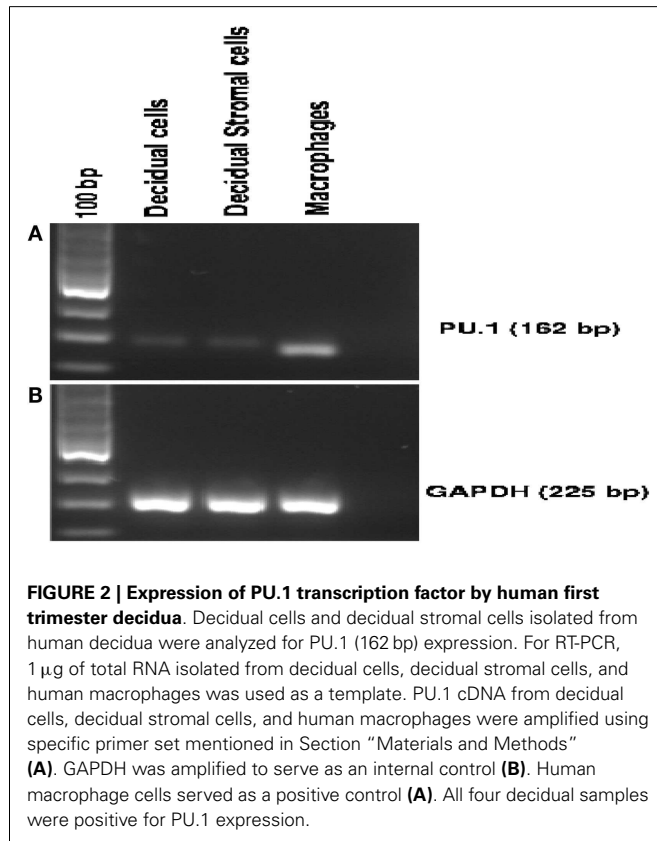 100 bp
Decidual cells
Decidual Stromal cells
Macrophages
A
PU.1 (162 bp)
B
GAPDH (225 bp)
FIGURE 2 | Expression of PU.1 transcription factor by human first
trimester decidua. Decidual cells and decidual stromal cells isolated from
human decidua were analyzed for PU.1 (162 bp) expression. For RT-PCR,
1 μg of total RNA isolated from decidual cells, decidual stromal cells, and
human macrophages was used as a template. PU.1 cDNA from decidual
cells, decidual stromal cells, and human macrophages were amplified using
specific primer set mentioned in Section “Materials and Methods”
(A). GAPDH was amplified to serve as an internal control (B). Human
macrophage cells served as a positive control (A). All four decidual samples
were positive for PU.1 expression.